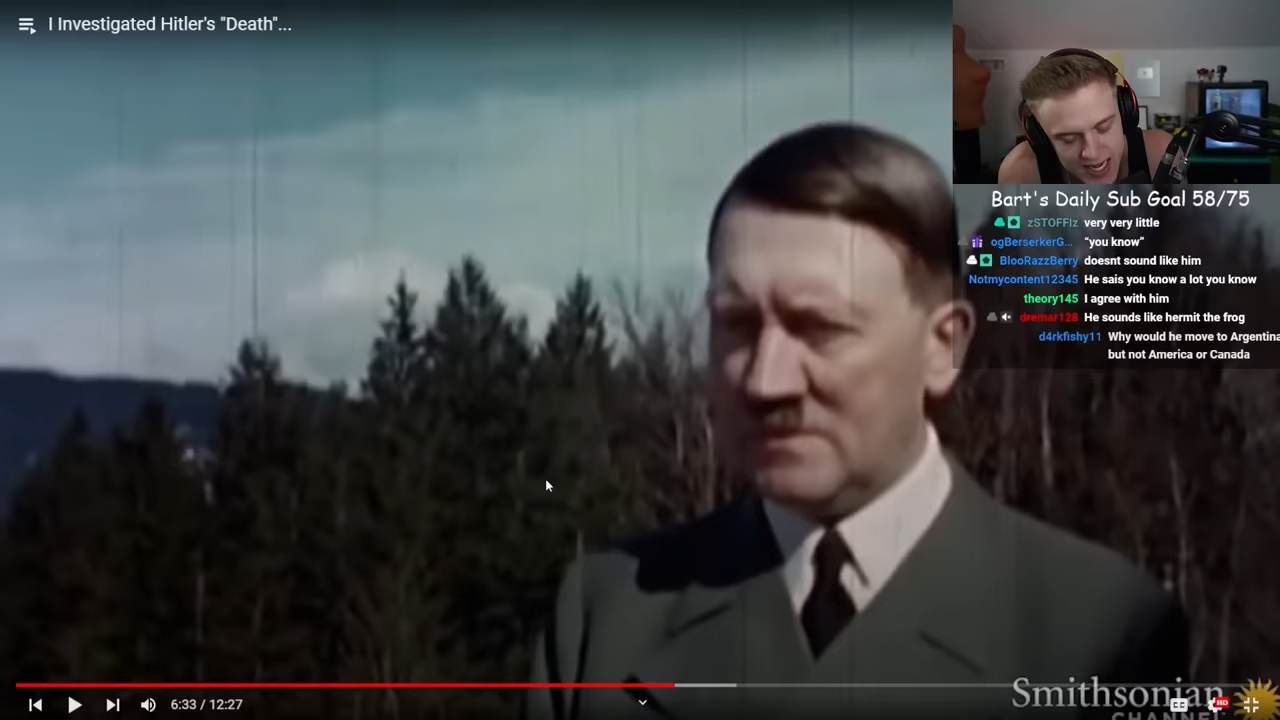 I Investigated Hitler's "Death"...
Bart's Daily Sub Goal 58/75
zSTOFFIz very very little
ogBerserkerG... “you know”
BlooRazzBerry doesnt sound like him
Notmycontent12345 He sais you know a lot you know
theory145 I agree with him
dremar128 He sounds like hermit the frog
d4rkfishy11 Why would he move to Argentina
but not America or Canada
6:33 / 12:27
Smithsonian
CHANNEL
CC
HD